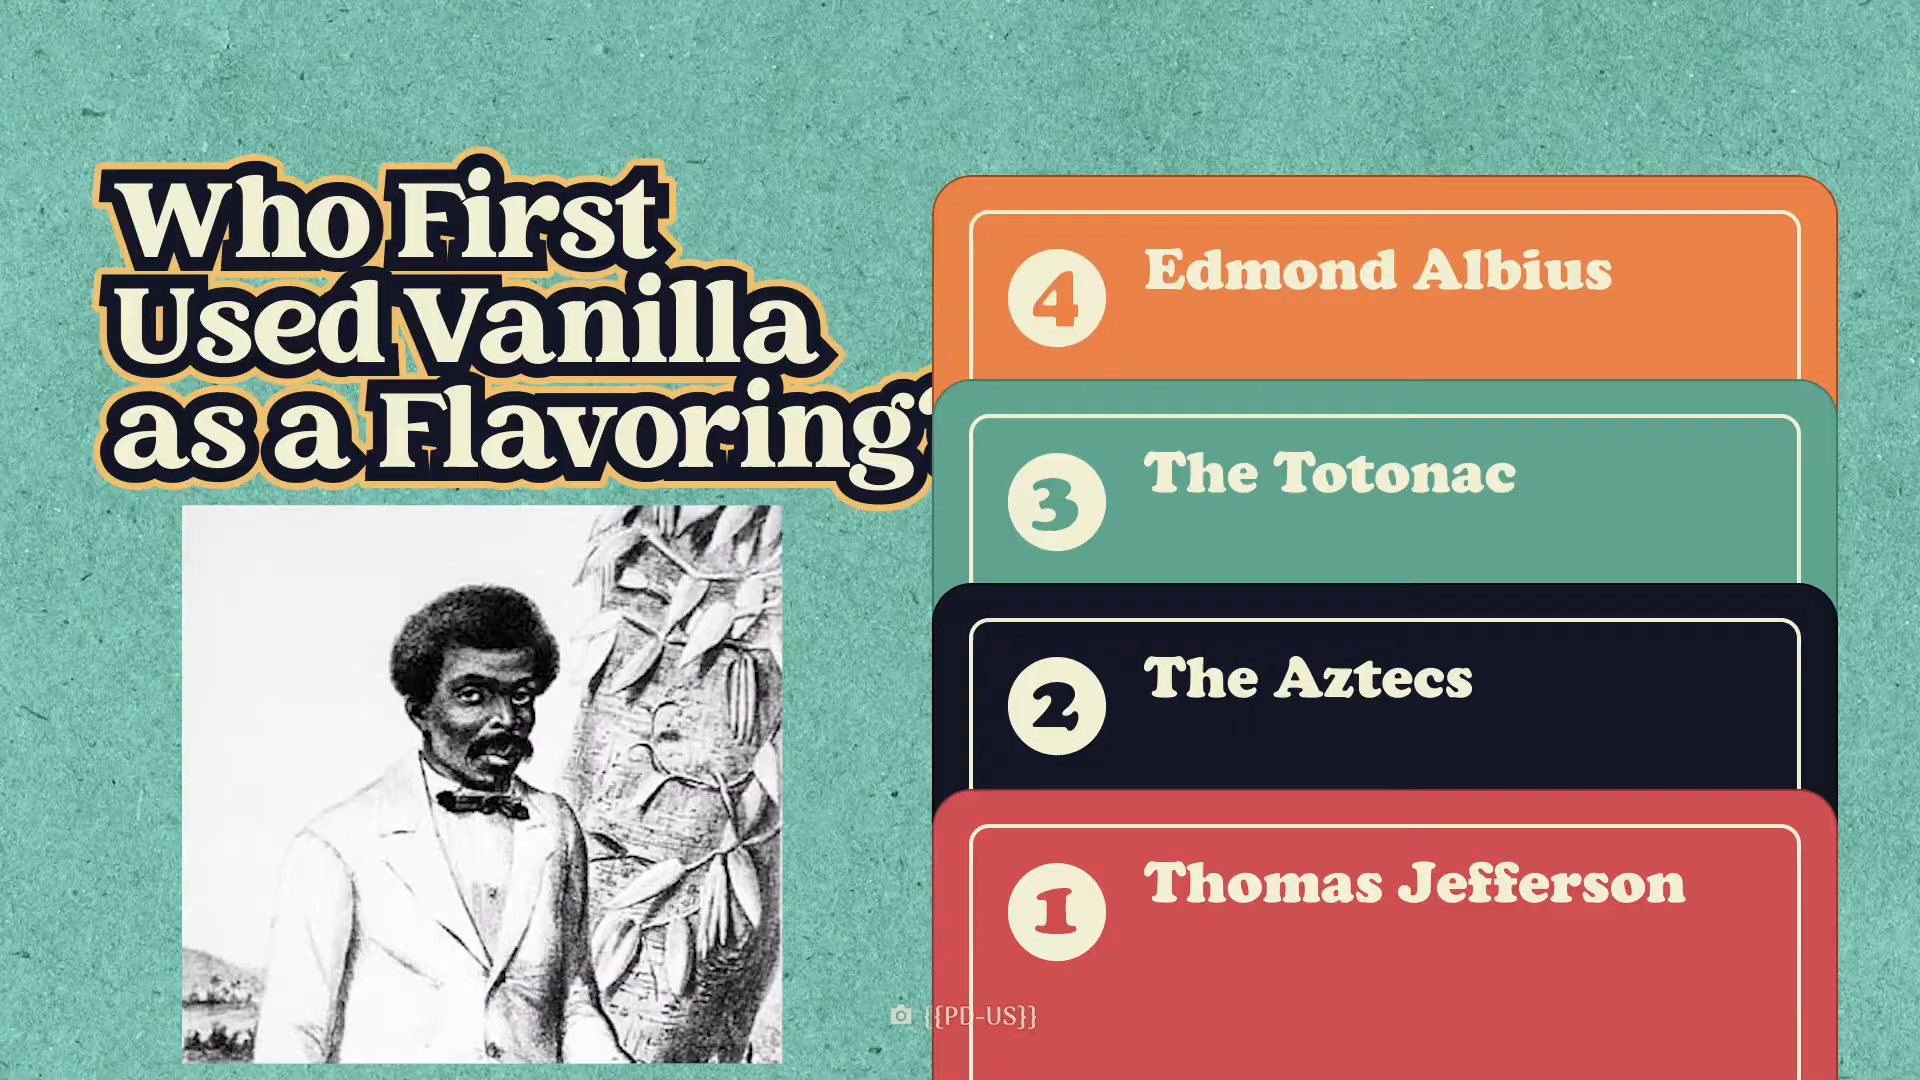 Who First
Used Vanilla
as a Flavoring?
4
Edmond Albius
3
The Totonac
2
The Aztecs
1
Thomas Jefferson
{{PD-US}}